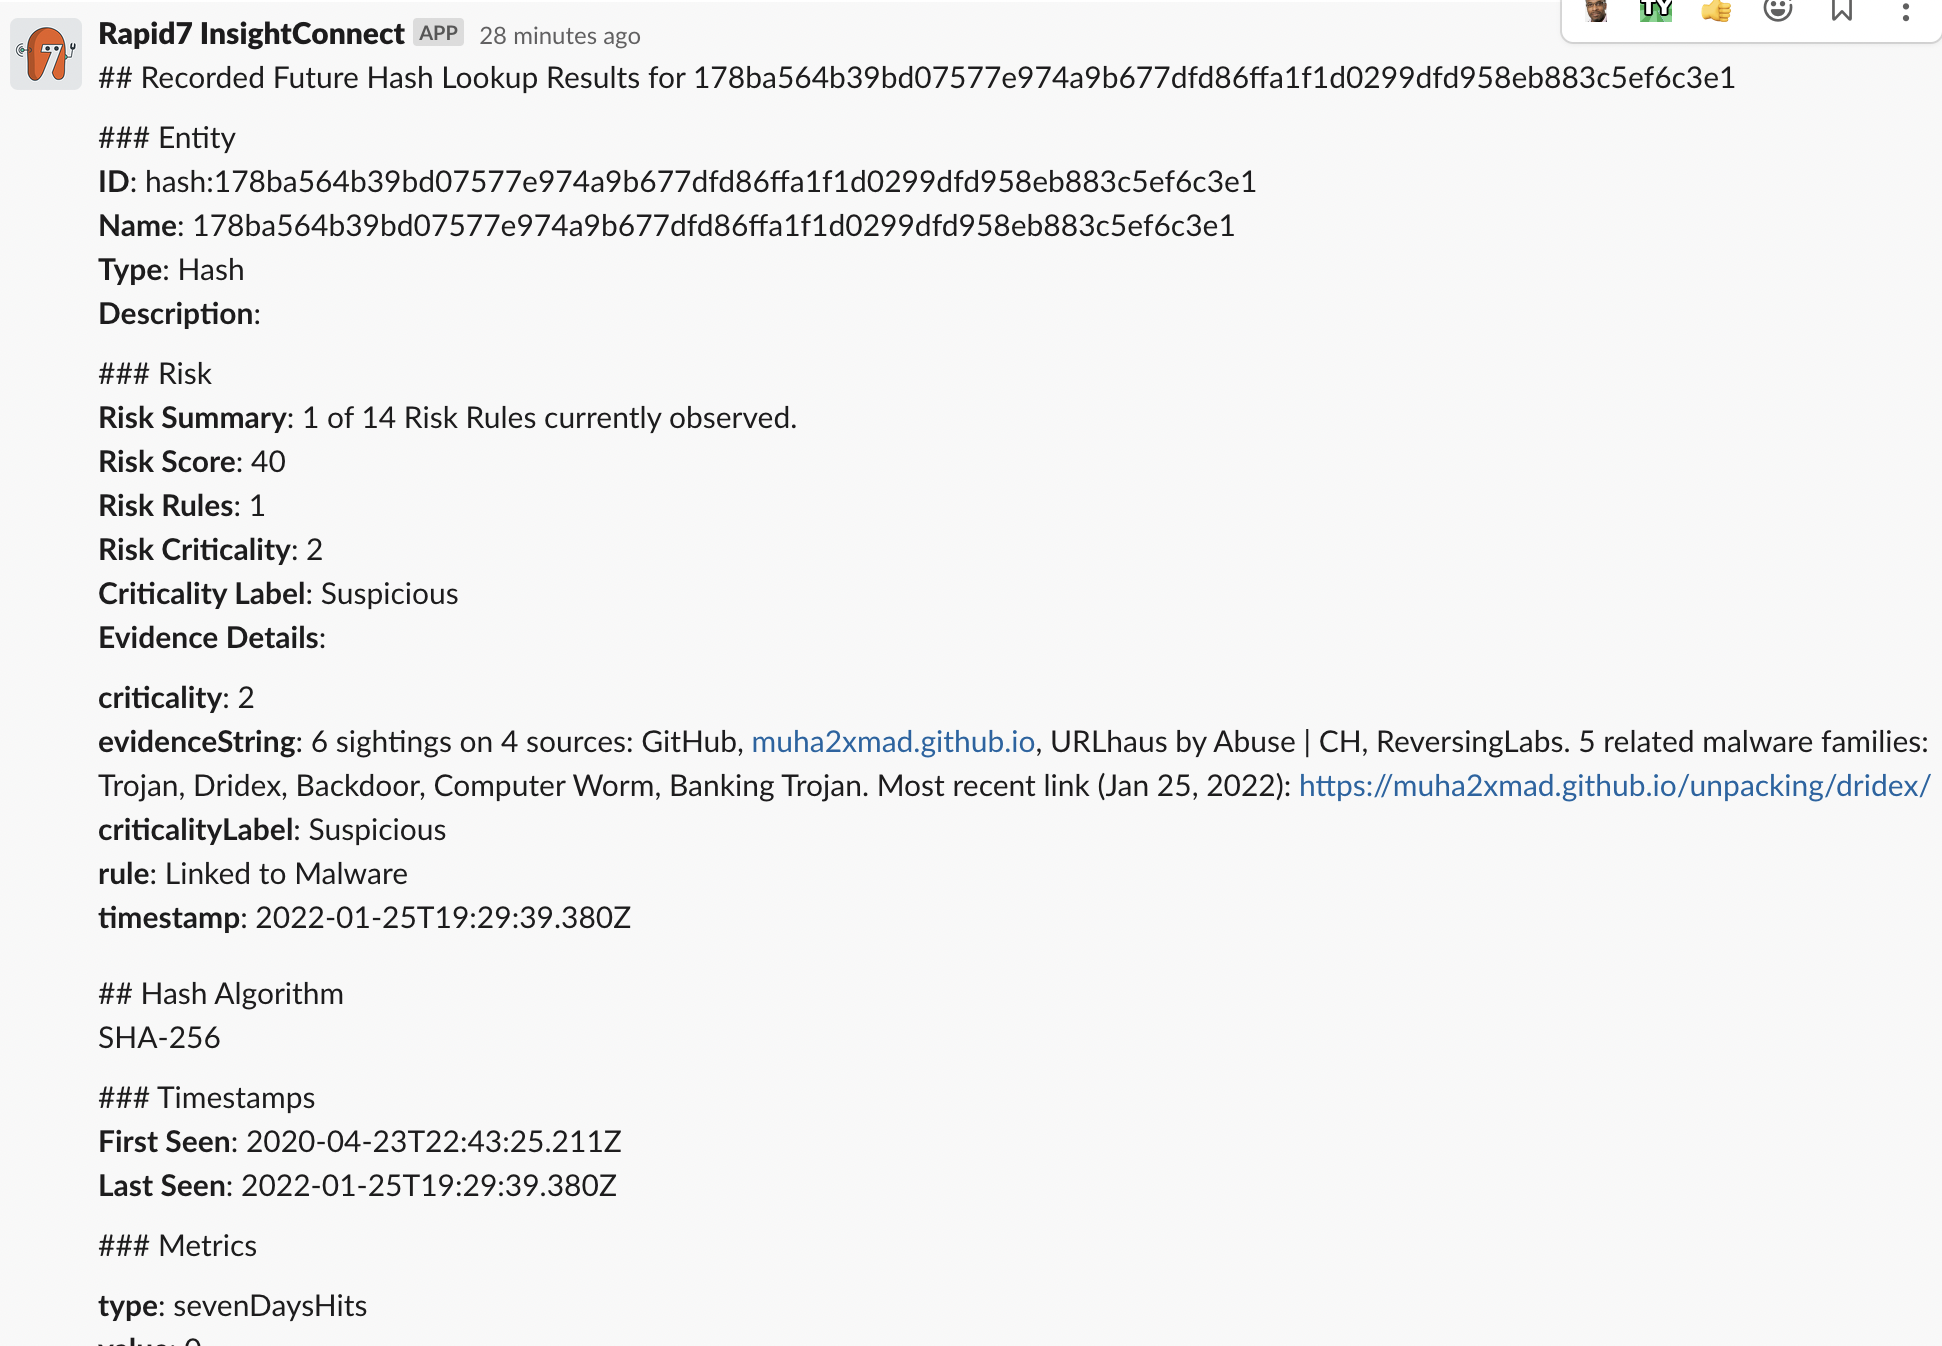 Rapid7 InsightConnect APP 28 minutes ago
## Recorded Future Hash Lookup Results for 178ba564b39bd07577e974a9b677dfd86ffa1f1d0299dfd958eb883c5ef6c3e1
### Entity
ID: hash:178ba564b39bd07577e974a9b677dfd86ffa1f1d0299dfd958eb883c5ef6c3e1
Name: 178ba564b39bd07577e974a9b677dfd86ffa1f1d0299dfd958eb883c5ef6c3e1
Type: Hash
Description:
### Risk
Risk Summary: 1 of 14 Risk Rules currently observed.
Risk Score: 40
Risk Rules: 1
Risk Criticality: 2
Criticality Label: Suspicious
Evidence Details:
criticality: 2
evidenceString: 6 sightings on 4 sources: GitHub, muha2xmad.github.io, URLhaus by Abuse | CH, ReversingLabs. 5 related malware families:
Trojan, Dridex, Backdoor, Computer Worm, Banking Trojan. Most recent link (Jan 25, 2022): https://muha2xmad.github.io/unpacking/dridex/
criticalityLabel: Suspicious
rule: Linked to Malware
timestamp: 2022-01-25T19:29:39.380Z
## Hash Algorithm
SHA-256
### Timestamps
First Seen: 2020-04-23T22:43:25.211Z
Last Seen: 2022-01-25T19:29:39.380Z
### Metrics
type: sevenDaysHits
value: 0